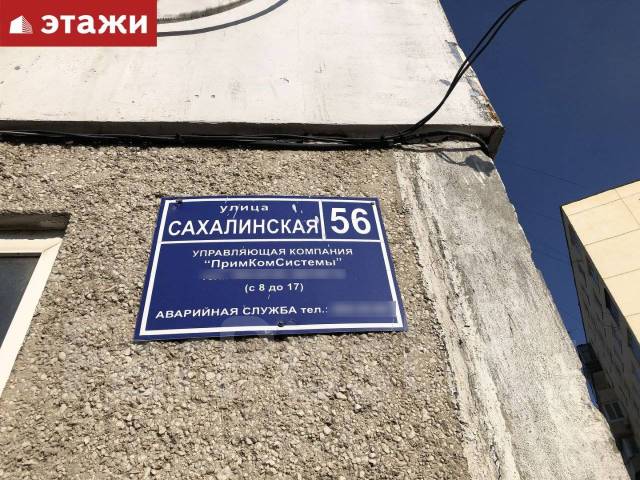 этажи
улица
САХАЛИНСКАЯ 56
УПРАВЛЯЮЩАЯ КОМПАНИЯ
"ПримКомСистемы"
(с 8 до 17)
АВАРИЙНАЯ СЛУЖБА тел.: